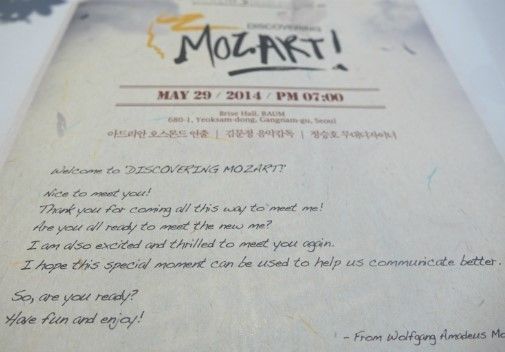 DISCOVERING
MOZART!
MAY 29 / 2014 / PM 07:00
Brise Hall, BAUM
680-1, Yeoksam-dong, Gangnam-gu, Seoul
아드리안 오스몬드 연출 | 김문정 음악감독 | 정승호 무대디자이너
Welcome to 'DISCOVERING MOZART!'
Nice to meet you!
Thank you for coming all this way to meet me!
Are you all ready to meet the new me?
I am also excited and thrilled to meet you again.
I hope this special moment can be used to help us communicate better.
So, are you ready?
Have fun and enjoy!
- From Wolfgang Amadeus Mo